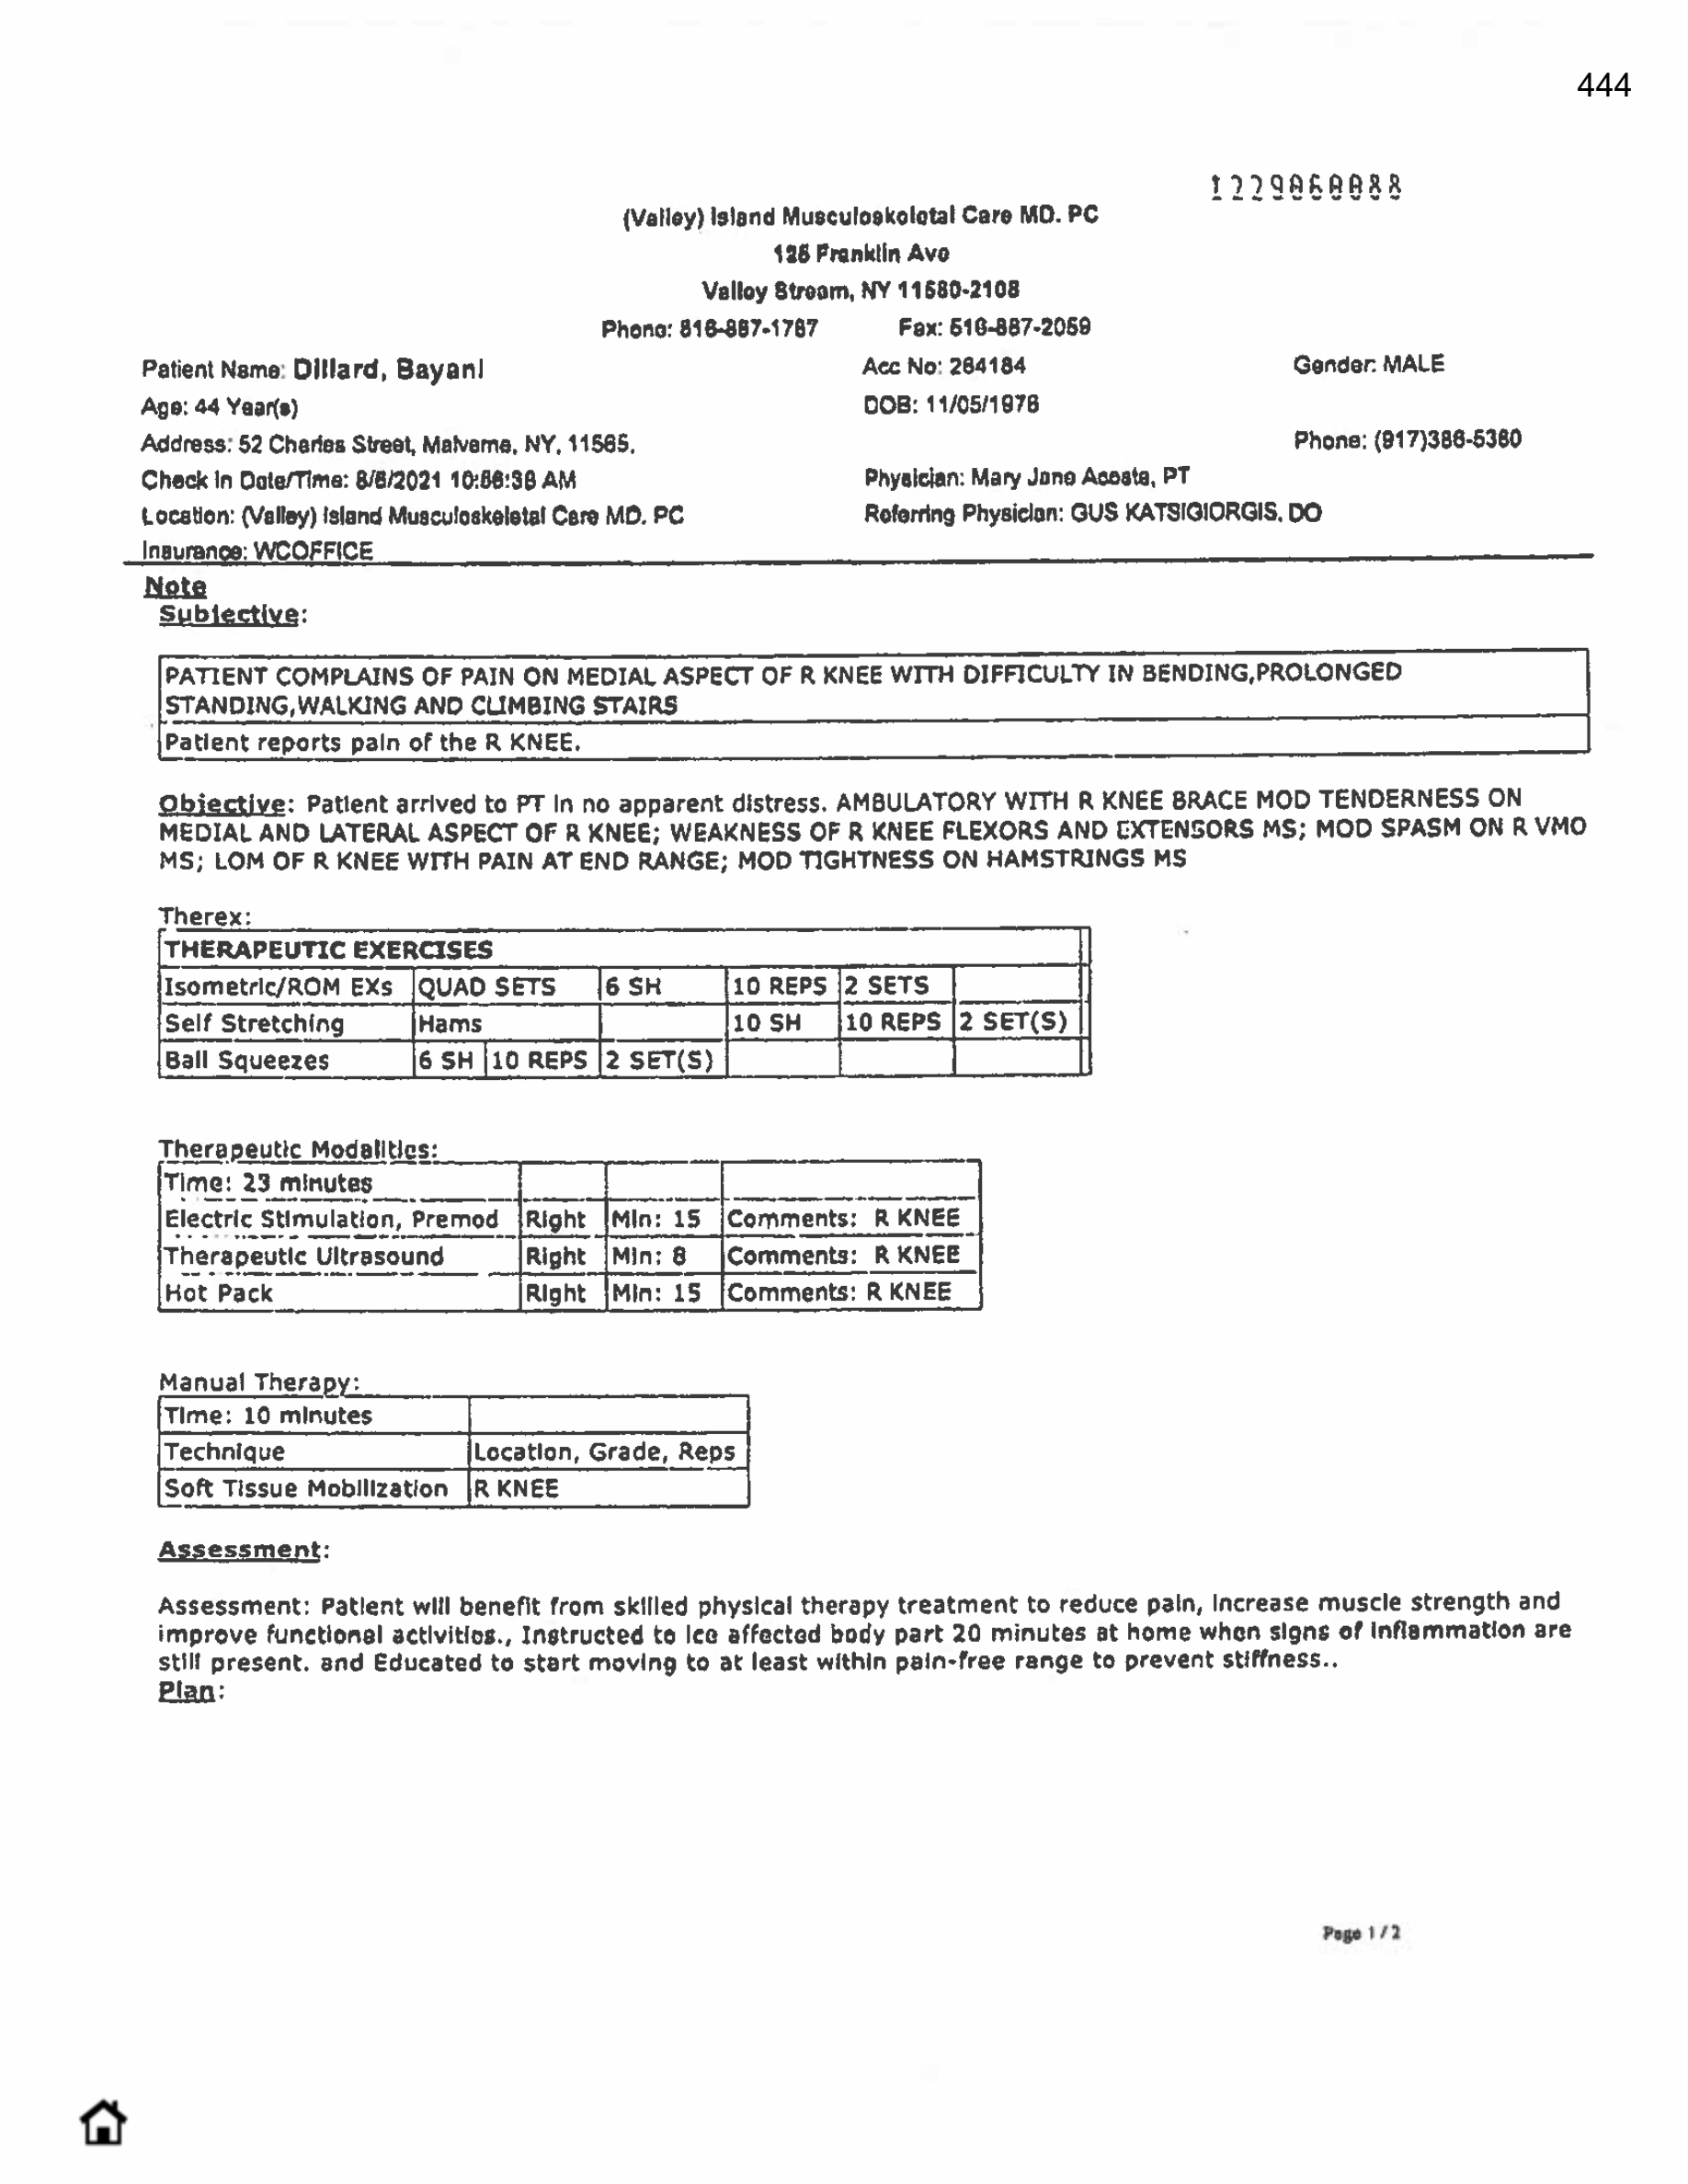 444
(Valley) Island Musculoskolotal Care MD. PC
Franklin Ave
Valley Stream, NY 11580-2108
Phone: 516-887-1767 Fax: 516-887-2059
Patient Name: Dillard, Bayani Acc No: 264184 Gender: MALE
Age: 44 Year(s) DOB: 11/05/1976
Address: 52 Charles Street, Malverne, NY, 11565, Phone: (917)386-5360
Check In Date/Time: 8/6/2021 AM Physician: Mary Jane Acosta, PT
Location: (Valley) Island Musculoskeletal Care MD. PC Referring Physician: GUS KATSIGIORGIS, DO
Insurance: WCOFFICE
Note
Subjective:
PATIENT COMPLAINS OF PAIN ON MEDIAL ASPECT OF R KNEE WITH DIFFICULTY IN BENDING,PROLONGED
STANDING,WALKING AND CLIMBING STAIRS
Patient reports pain of the R KNEE.
Objective: Patient arrived to PT in no apparent distress. AMBULATORY WITH R KNEE BRACE MOD TENDERNESS ON
MEDIAL AND LATERAL ASPECT OF R KNEE; WEAKNESS OF R KNEE FLEXORS AND EXTENSORS MS; MOD SPASM ON R VMO
MS; LOM OF R KNEE WITH PAIN AT END RANGE; MOD TIGHTNESS ON HAMSTRINGS MS
Therex:
THERAPEUTIC EXERCISES
Isometric/ROM EXs QUAD SETS 6 SH 10 REPS 2 SETS
Self Stretching Hams 10 SH 10 REPS 2 SET(S)
Ball Squeezes 6 SH 10 REPS 2 SET(S)
Therapeutic Modalities:
Time: 23 minutes
Electric Stimulation, Premod Right Min: 15 Comments: R KNEE
Therapeutic Ultrasound Right Min: 8 Comments: R KNEE
Hot Pack Right Min: 15 Comments: R KNEE
Manual Therapy:
Time: 10 minutes
Technique Location, Grade, Reps
Soft Tissue Mobilization R KNEE
Assessment:
Assessment: Patient will benefit from skilled physical therapy treatment to reduce pain, increase muscle strength and
improve functional activities., Instructed to ice affected body part 20 minutes at home when signs of inflammation are
still present. and Educated to start moving to at least within pain-free range to prevent stiffness..
Plan:
Page 1 / 2